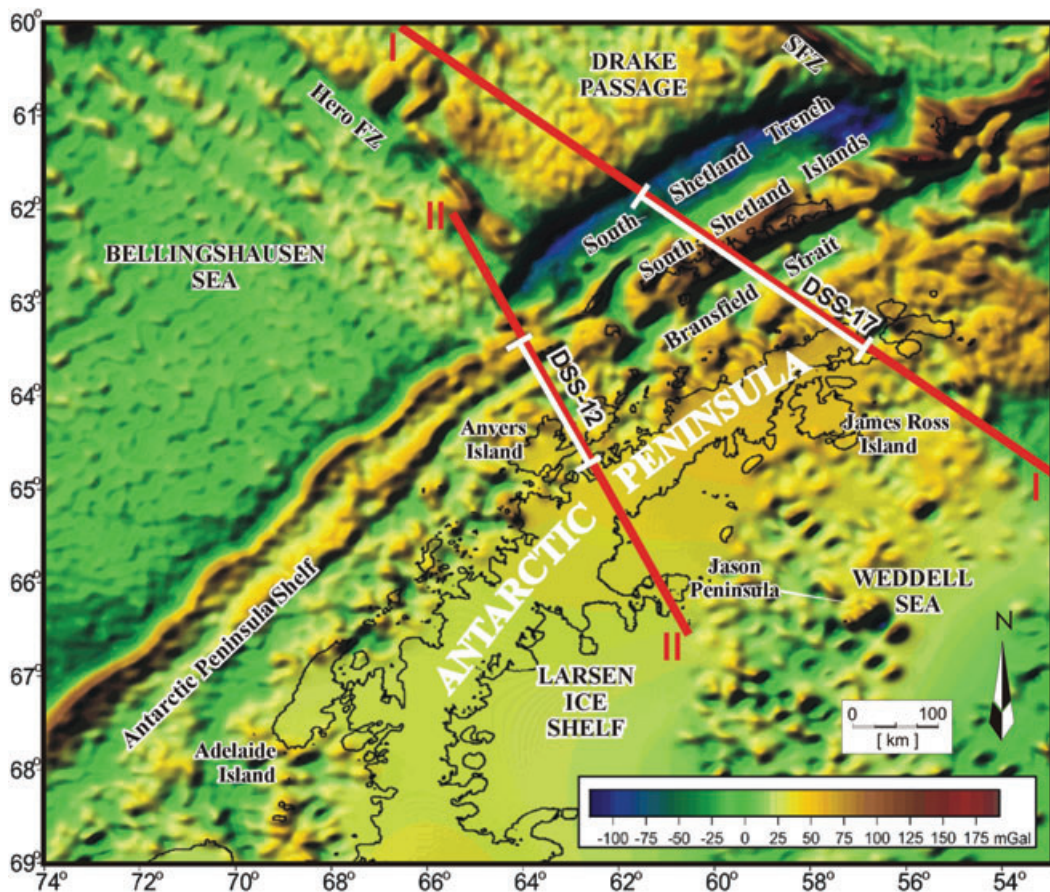 60°
61°
62°
63°
64°
65°
66°
67°
68°
69°
74°
70°
66°
64°
62°
60°
58°
56°
54°
I
DRAKE
PASSAGE
SFZ
Hero FZ
South Shetland Trench
South Shetland Islands
II
BELLINGSHAUSEN
SEA
Bransfield Strait
DSS-17
DSS-12
Anvers
Island
James Ross
Island
I
ANTARCTIC PENINSULA
Jason
Peninsula
WEDDELL
SEA
Antarctic Peninsula Shelf
II
N
LARSEN
ICE
SHELF
0 100
[ km ]
Adelaide
Island
-100 -75 -50 -25 0 25 50 75 100 125 150 175 mGal